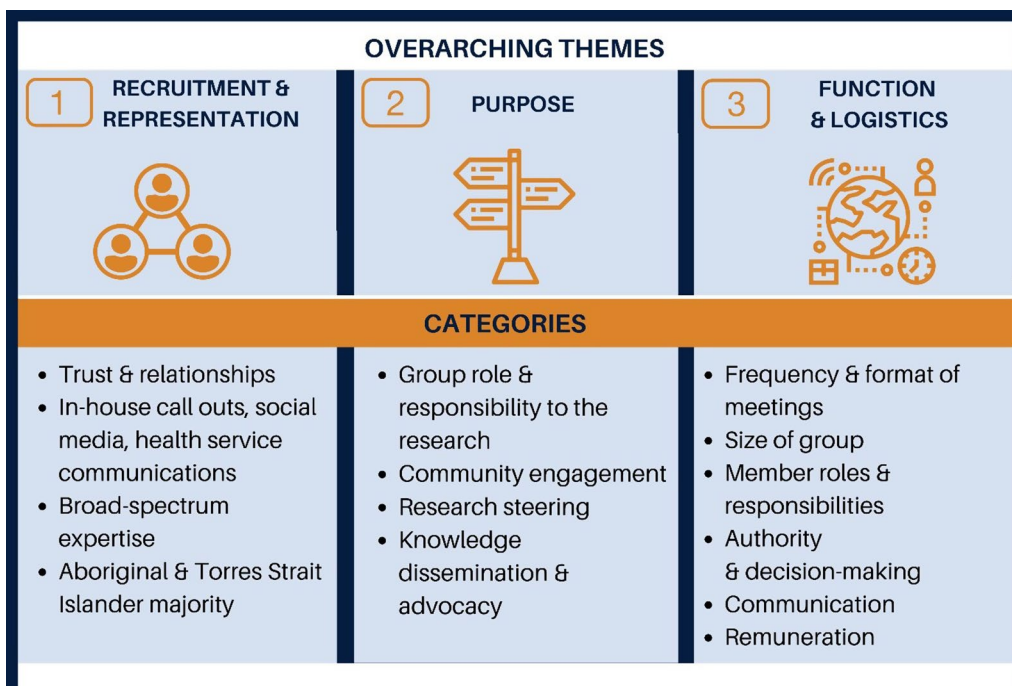 OVERARCHING THEMES
1
RECRUITMENT &
REPRESENTATION
2
PURPOSE
3
FUNCTION
& LOGISTICS
CATEGORIES
• Trust & relationships
• In-house call outs, social
media, health service
communications
• Broad-spectrum
expertise
• Aboriginal & Torres Strait
Islander majority
• Group role &
responsibility to the
research
• Community engagement
• Research steering
• Knowledge
dissemination &
advocacy
• Frequency & format of
meetings
• Size of group
• Member roles &
responsibilities
• Authority
& decision-making
• Communication
• Remuneration